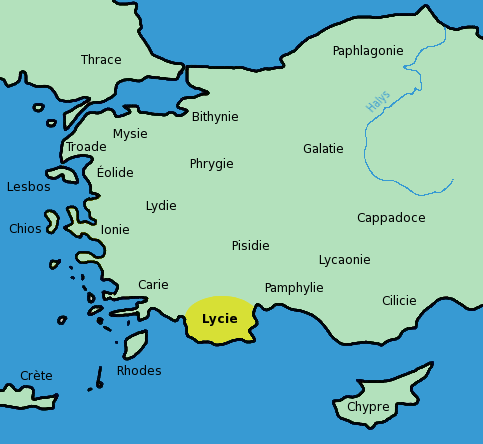 Paphlagonie
Thrace
Halys
Bithynie
Mysie
Troade
Galatie
Phrygie
Éolide
Lesbos
Lydie
Cappadoce
Chios
Ionie
Pisidie
Lycaonie
Carie
Pamphylie
Cilicie
Lycie
Rhodes
Crète
Chypre